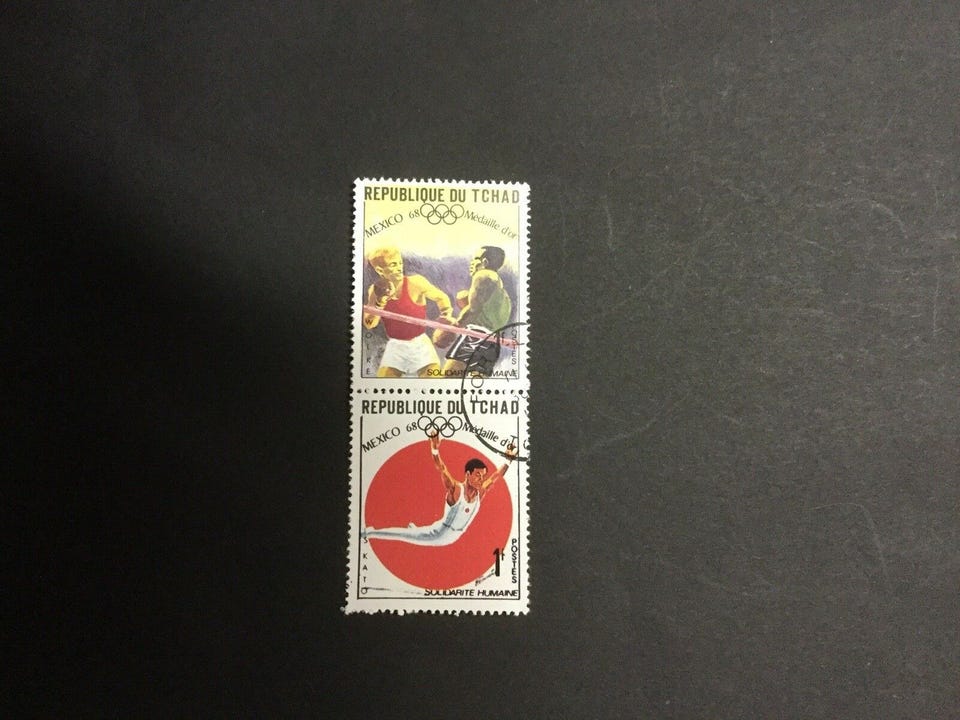 REPUBLIQUE DU TCHAD
MEXICO 68 Médaille d'or
POSTES
SOLIDARITE HUMAINE
REPUBLIQUE DU TCHAD
MEXICO 68 Médaille d'or
S KATO
1f
POSTES
SOLIDARITE HUMAINE